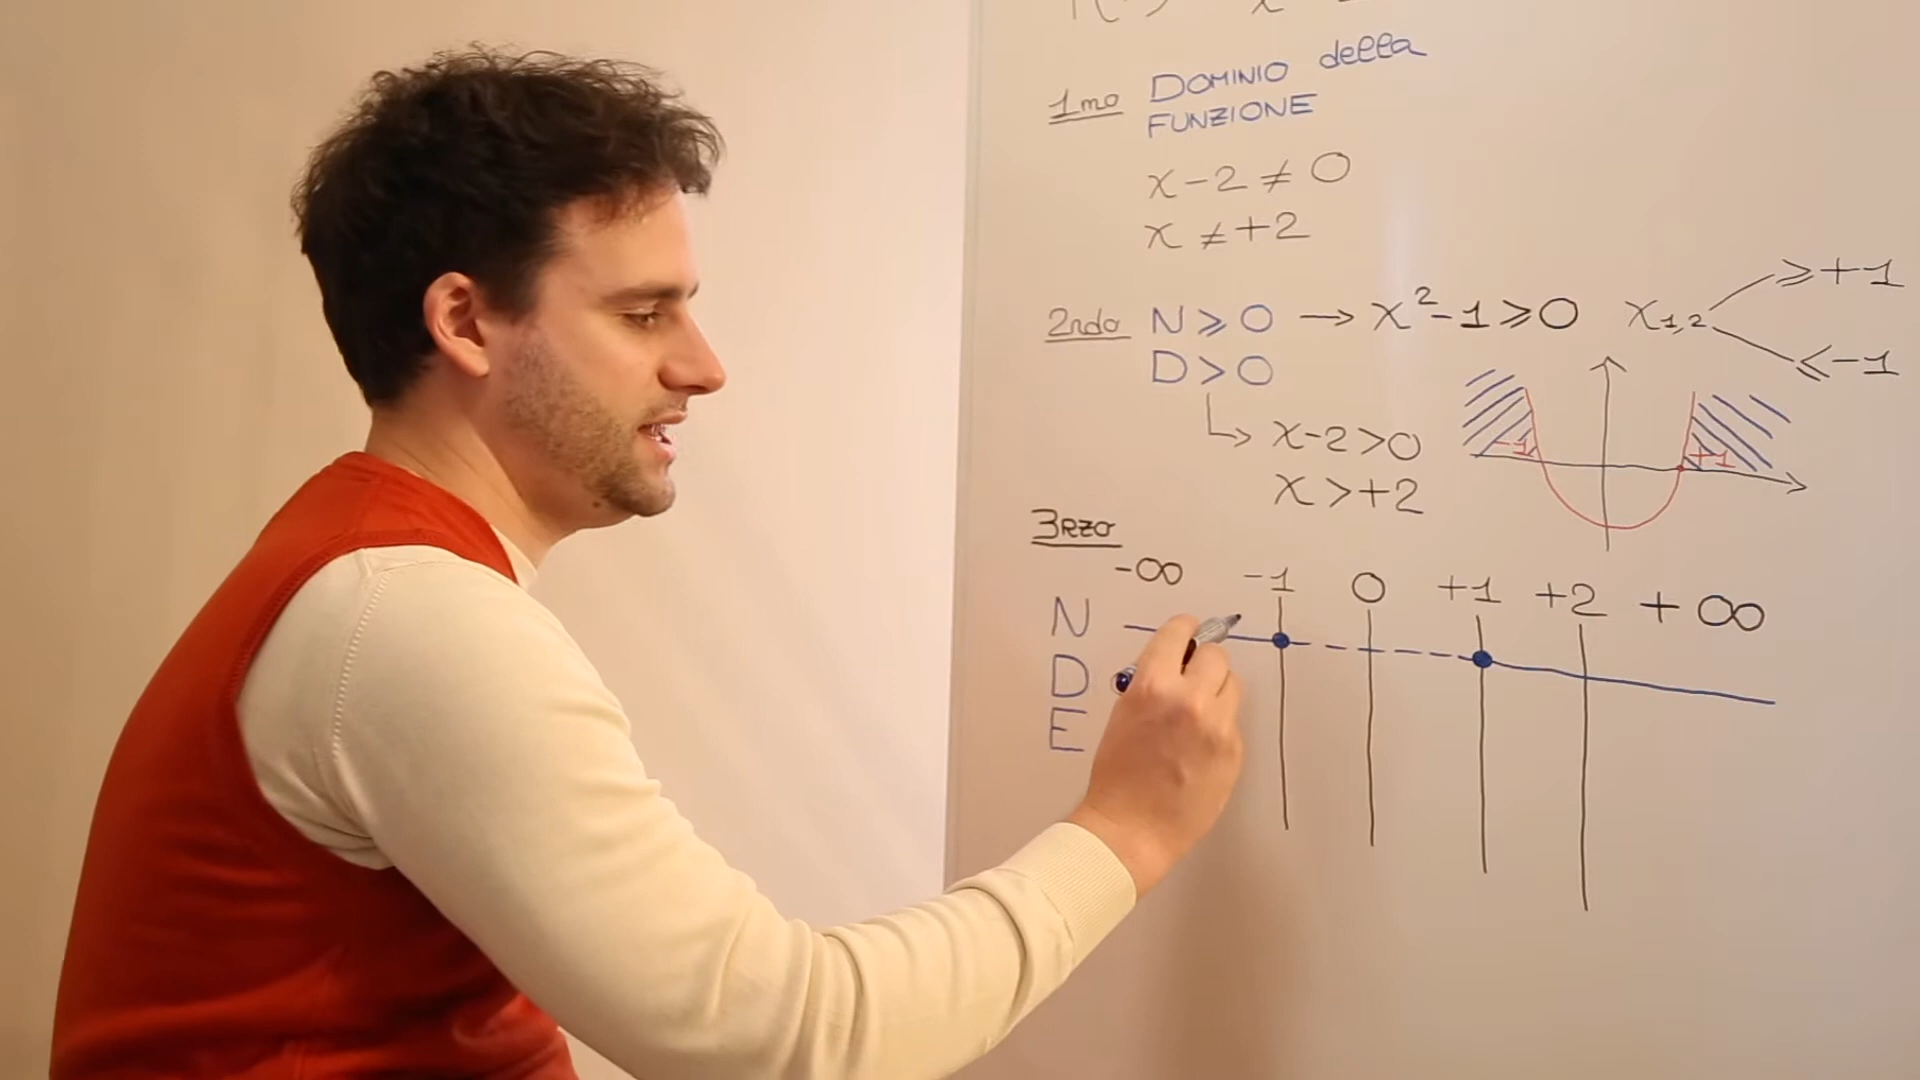 1mo DOMINIO della
FUNZIONE
x-2≠0
x≠+2
2ndo N⩾0 → x²-1⩾0 x₁,₂ ⩾+1
⩽-1
D>0
x-2>0
x>+2
-1 +1
3rzo
-∞ -1 0 +1 +2 +∞
N
D
E